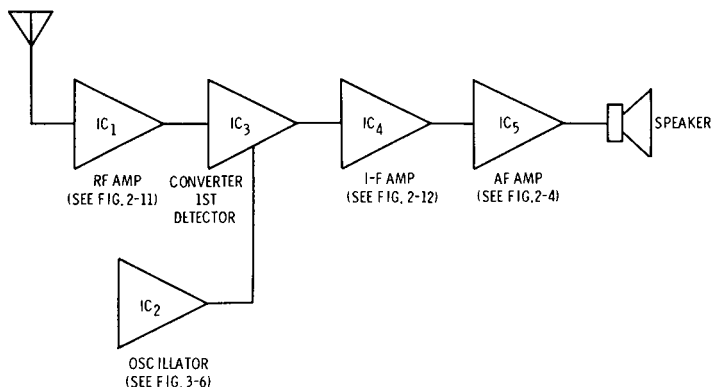 IC1
IC3
IC4
IC5
SPEAKER
RF AMP
(SEE FIG. 2-11)
CONVERTER
1ST
DETECTOR
I-F AMP
(SEE FIG. 2-12)
AF AMP
(SEE FIG. 2-4)
IC2
OSCILLATOR
(SEE FIG. 3-6)